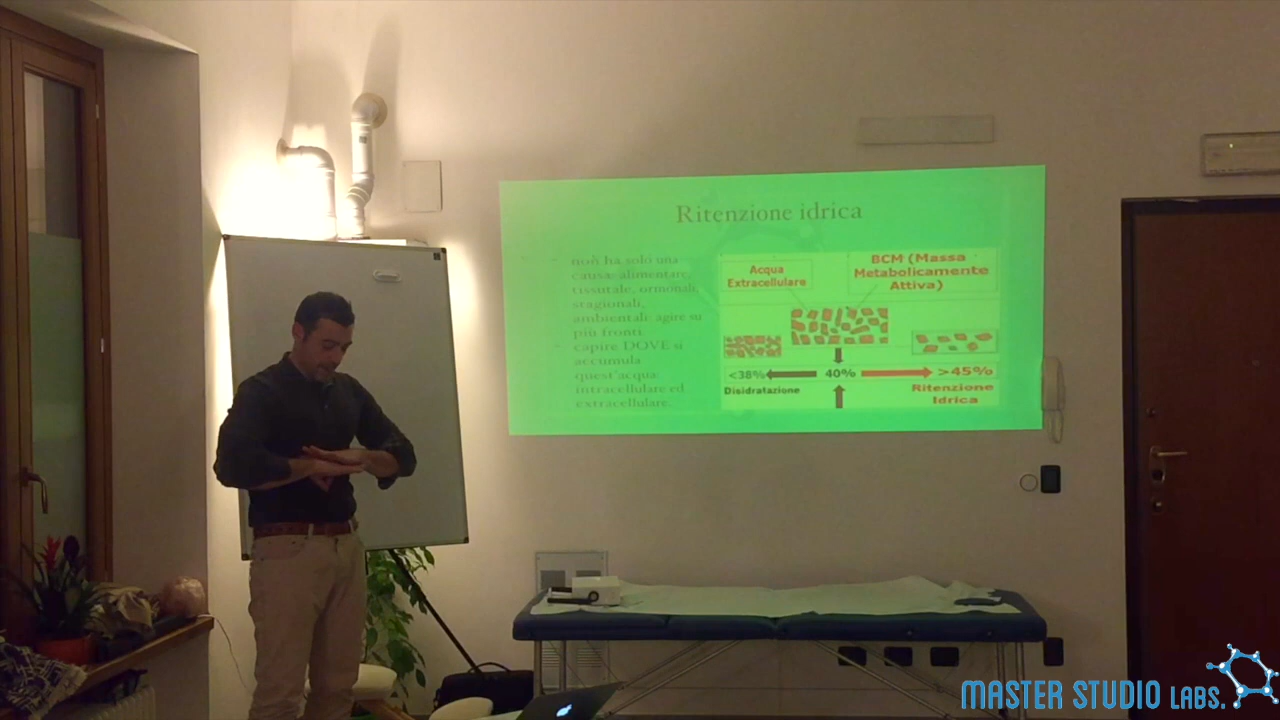 Ritenzione idrica
non ha solo una
causa: alimentare,
tissutale, ormonali,
stagionali,
ambientali: agire su
più fronti.
capire DOVE si
accumula
quest'acqua:
intracellulare ed
extracellulare.
Acqua
Extracellulare
BCM (Massa
Metabolicamente
Attiva)
<38%
40%
>45%
Disidratazione
Ritenzione
Idrica
MASTER STUDIO LABS.